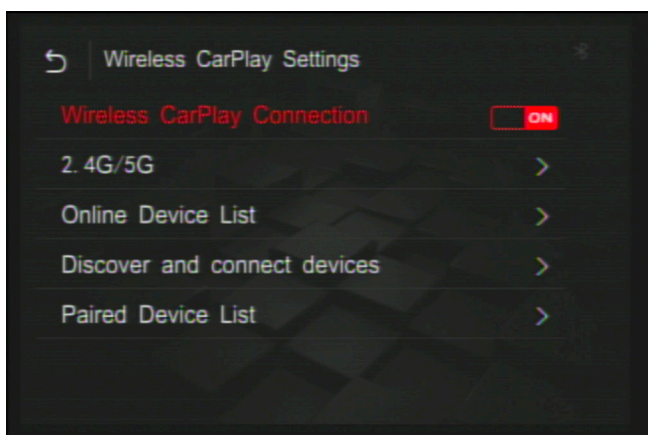 Wireless CarPlay Settings
Wireless CarPlay Connection ON
2.4G/5G
Online Device List
Discover and connect devices
Paired Device List